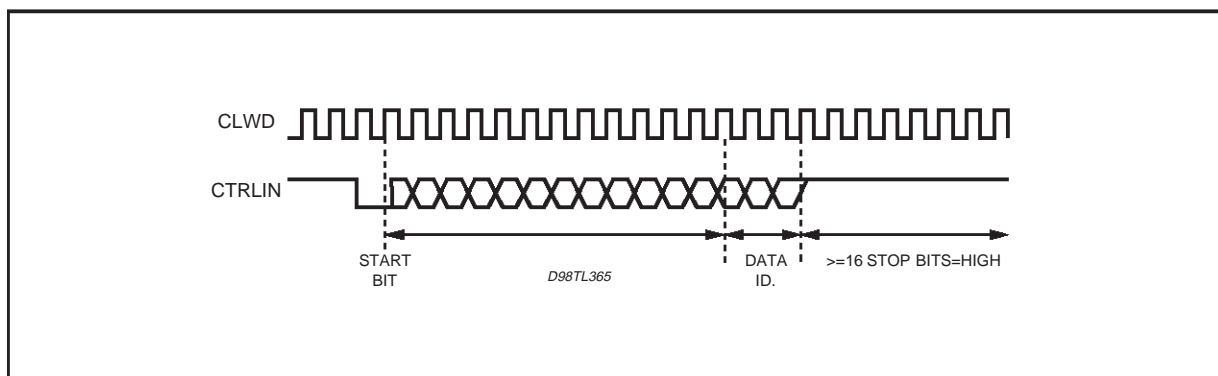 CLWD
CTRLIN
START
BIT
D98TL365
DATA
ID.
>=16 STOP BITS=HIGH